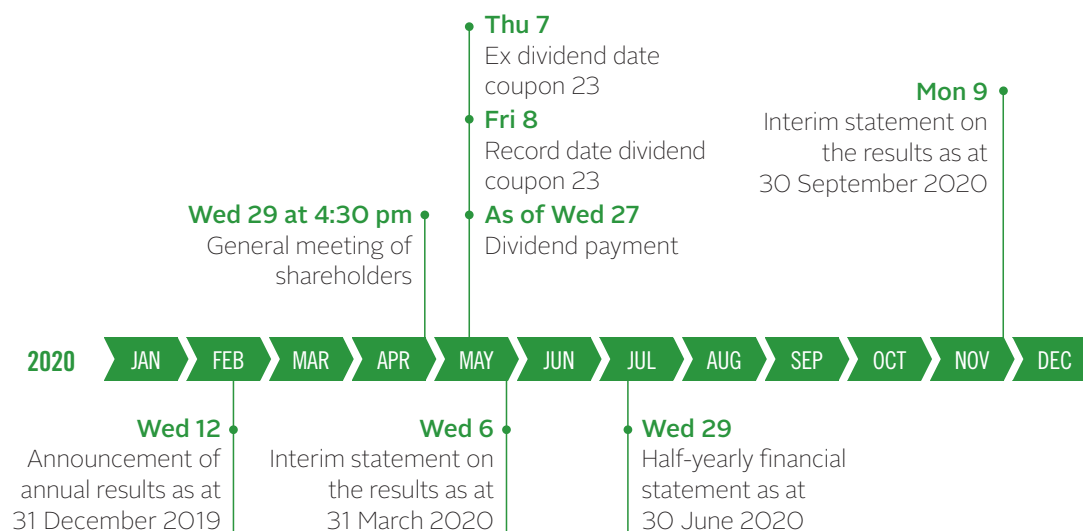 Thu 7
Ex dividend date
coupon 23
Fri 8
Record date dividend
coupon 23
As of Wed 27
Dividend payment
Mon 9
Interim statement on
the results as at
30 September 2020
Wed 29 at 4:30 pm
General meeting of
shareholders
2020 JAN FEB MAR APR MAY JUN JUL AUG SEP OCT NOV DEC
Wed 12
Announcement of
annual results as at
31 December 2019
Wed 6
Interim statement on
the results as at
31 March 2020
Wed 29
Half-yearly financial
statement as at
30 June 2020